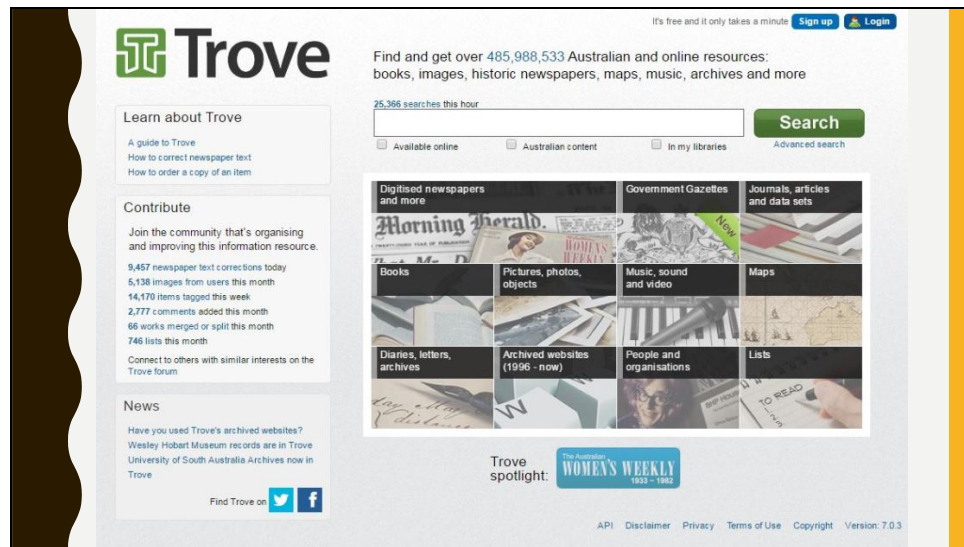 It's free and it only takes a minute Sign up Login
Trove
Find and get over 485,988,533 Australian and online resources:
books, images, historic newspapers, maps, music, archives and more
25,366 searches this hour
Search
Available online Australian content In my libraries Advanced search
Learn about Trove
A guide to Trove
How to correct newspaper text
How to order a copy of an item
Contribute
Join the community that's organising
and improving this information resource.
9,457 newspaper text corrections today
5,138 images from users this month
14,170 items tagged this week
2,777 comments added this month
66 works merged or split this month
746 lists this month
Connect to others with similar interests on the
Trove forum
News
Have you used Trove's archived websites?
Wesley Hobart Museum records are in Trove
University of South Australia Archives now in
Trove
Find Trove on
Digitised newspapers
and more
Government Gazettes
Journals, articles
and data sets
Morning Herald.
WOMEN'S
WEEKLY
New
Books
Pictures, photos,
objects
Music, sound
and video
Maps
Diaries, letters,
archives
Archived websites
(1996 - now)
People and
organisations
Lists
day
distance
W
TO READ
1.
2.
3.
Trove
spotlight:
The Australian
WOMEN'S WEEKLY
1933 – 1982
API Disclaimer Privacy Terms of Use Copyright Version: 7.0.3